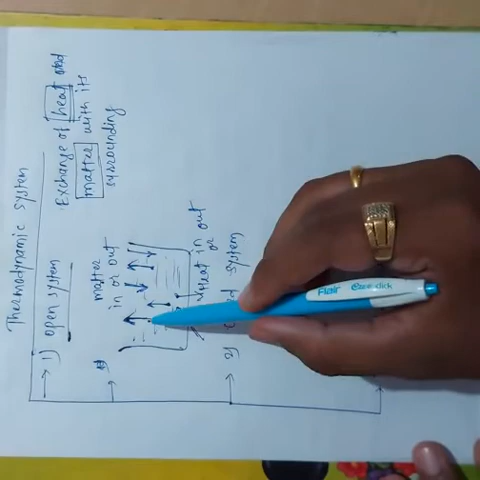 Thermodynamic system
1) open system
Exchange of heat and
matter with its
surrounding
matter
in or out
Heat in or out
or
2) system
Flair